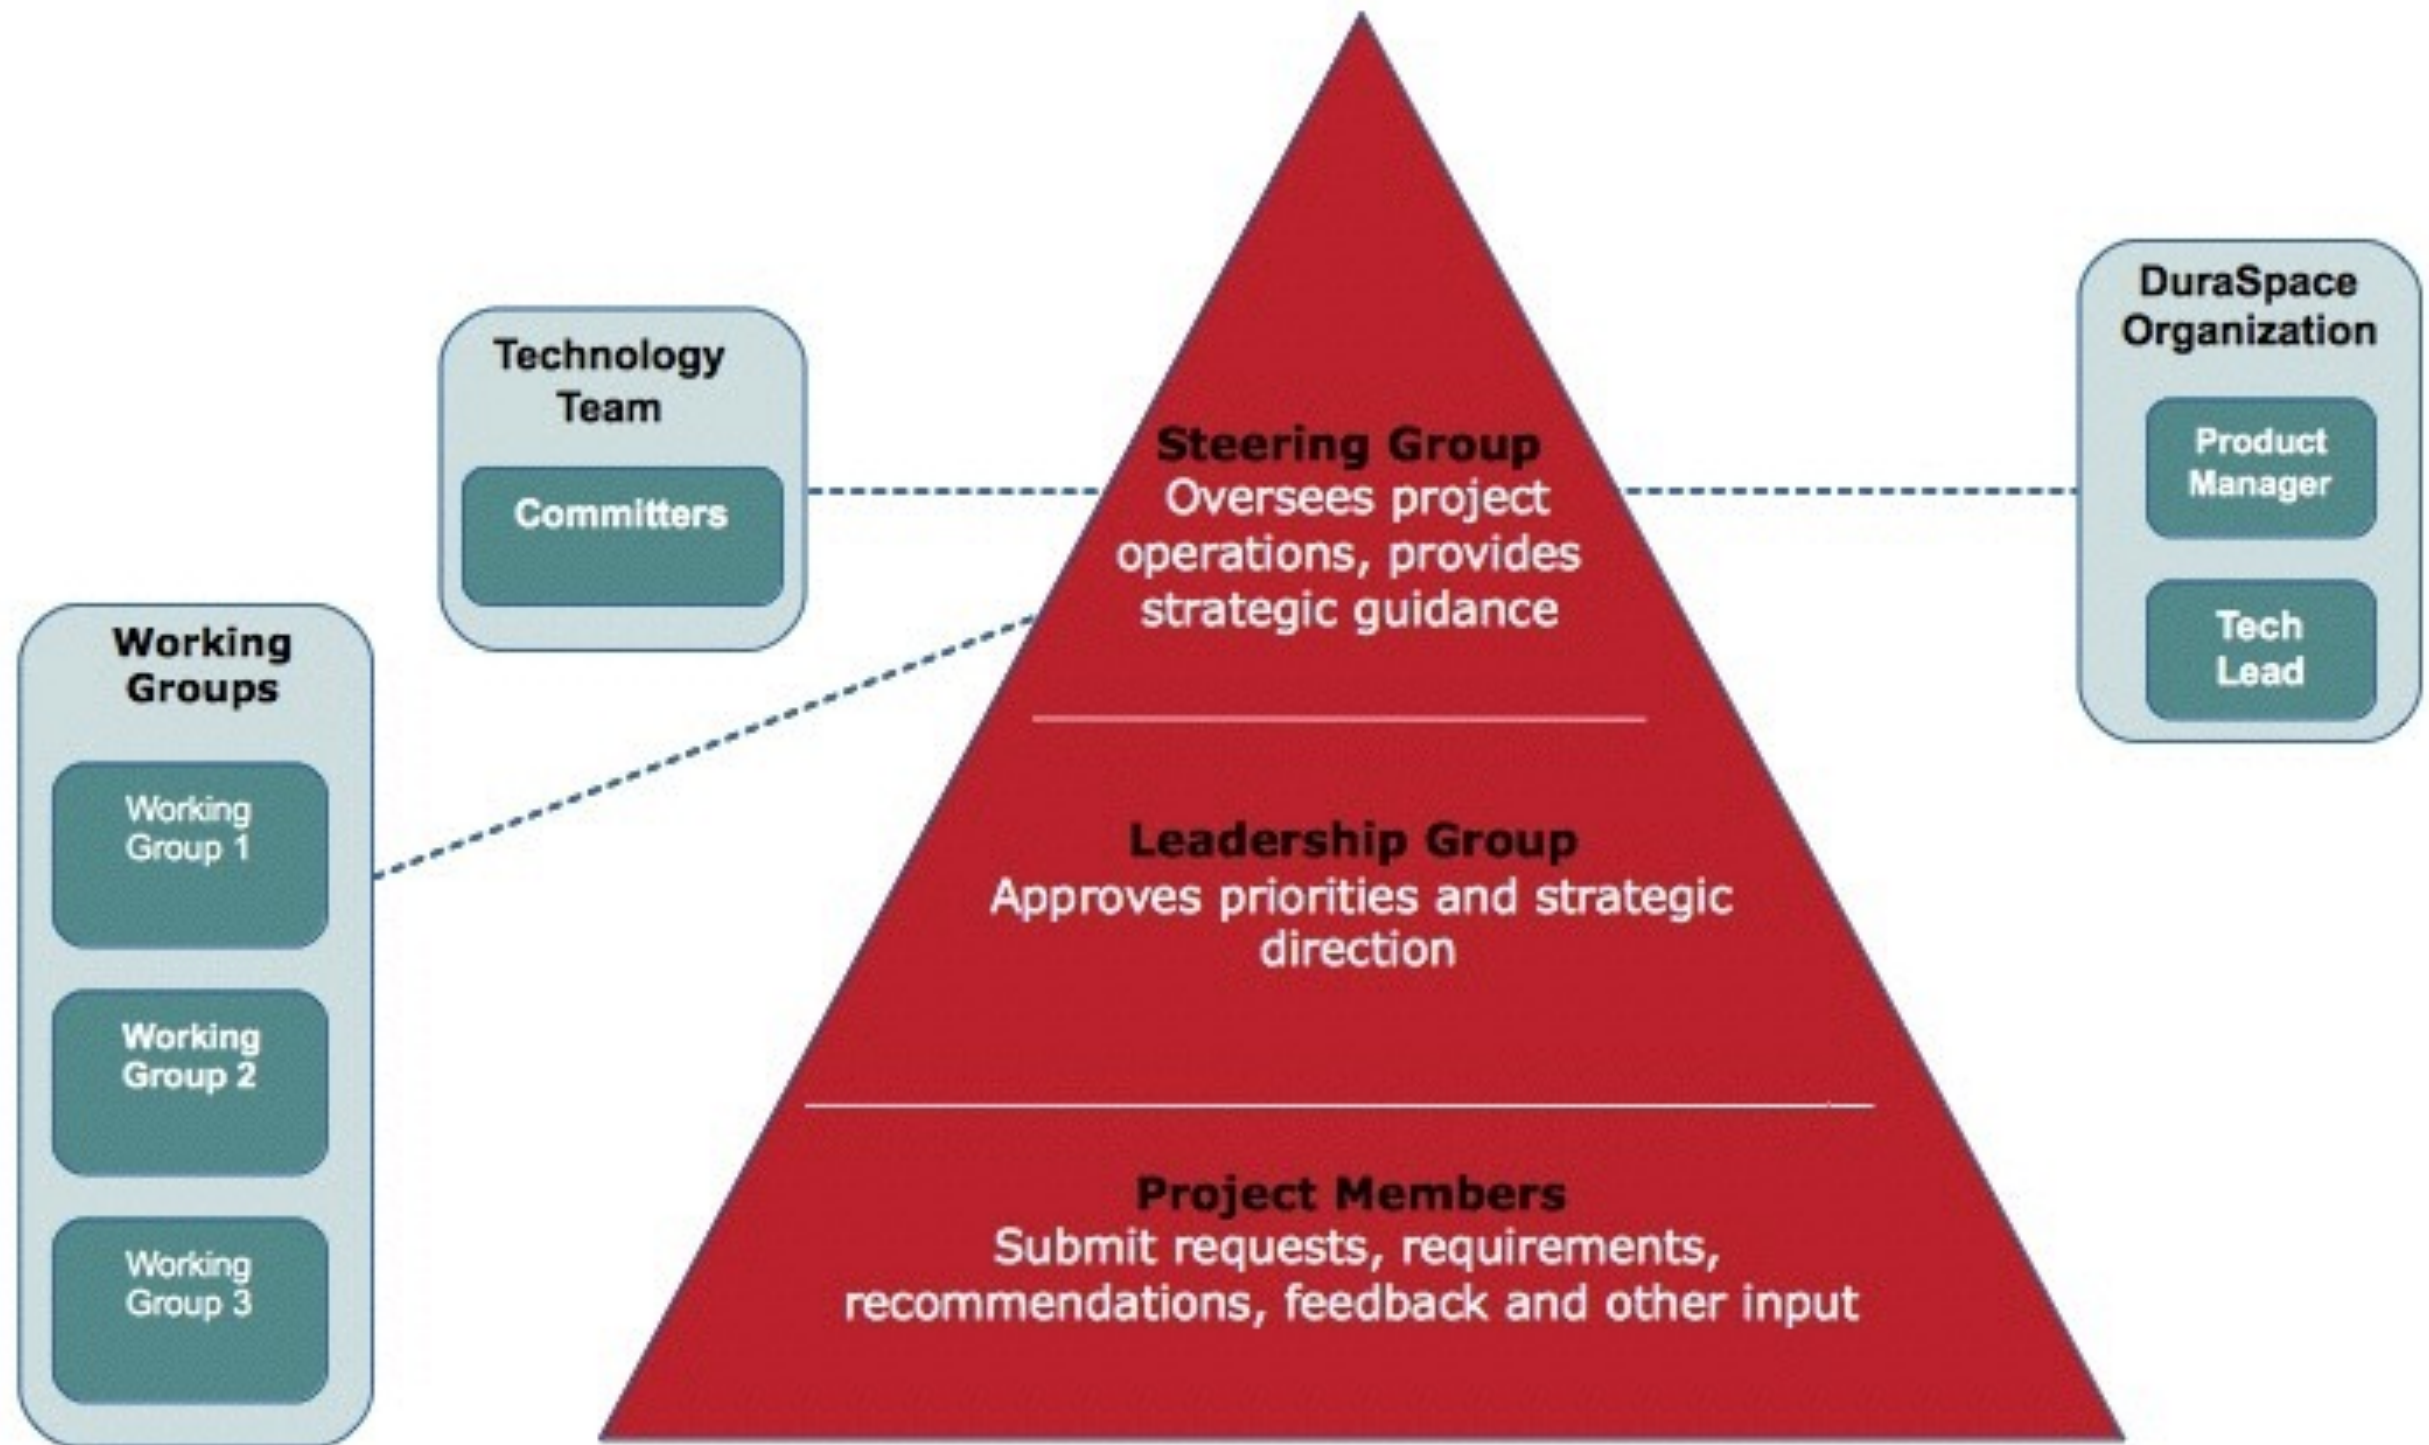 DuraSpace
Organization
Product
Manager
Tech
Lead
Technology
Team
Committers
Steering Group
Oversees project
operations, provides
strategic guidance
Working
Groups
Working
Group 1
Working
Group 2
Working
Group 3
Leadership Group
Approves priorities and strategic
direction
Project Members
Submit requests, requirements,
recommendations, feedback and other input